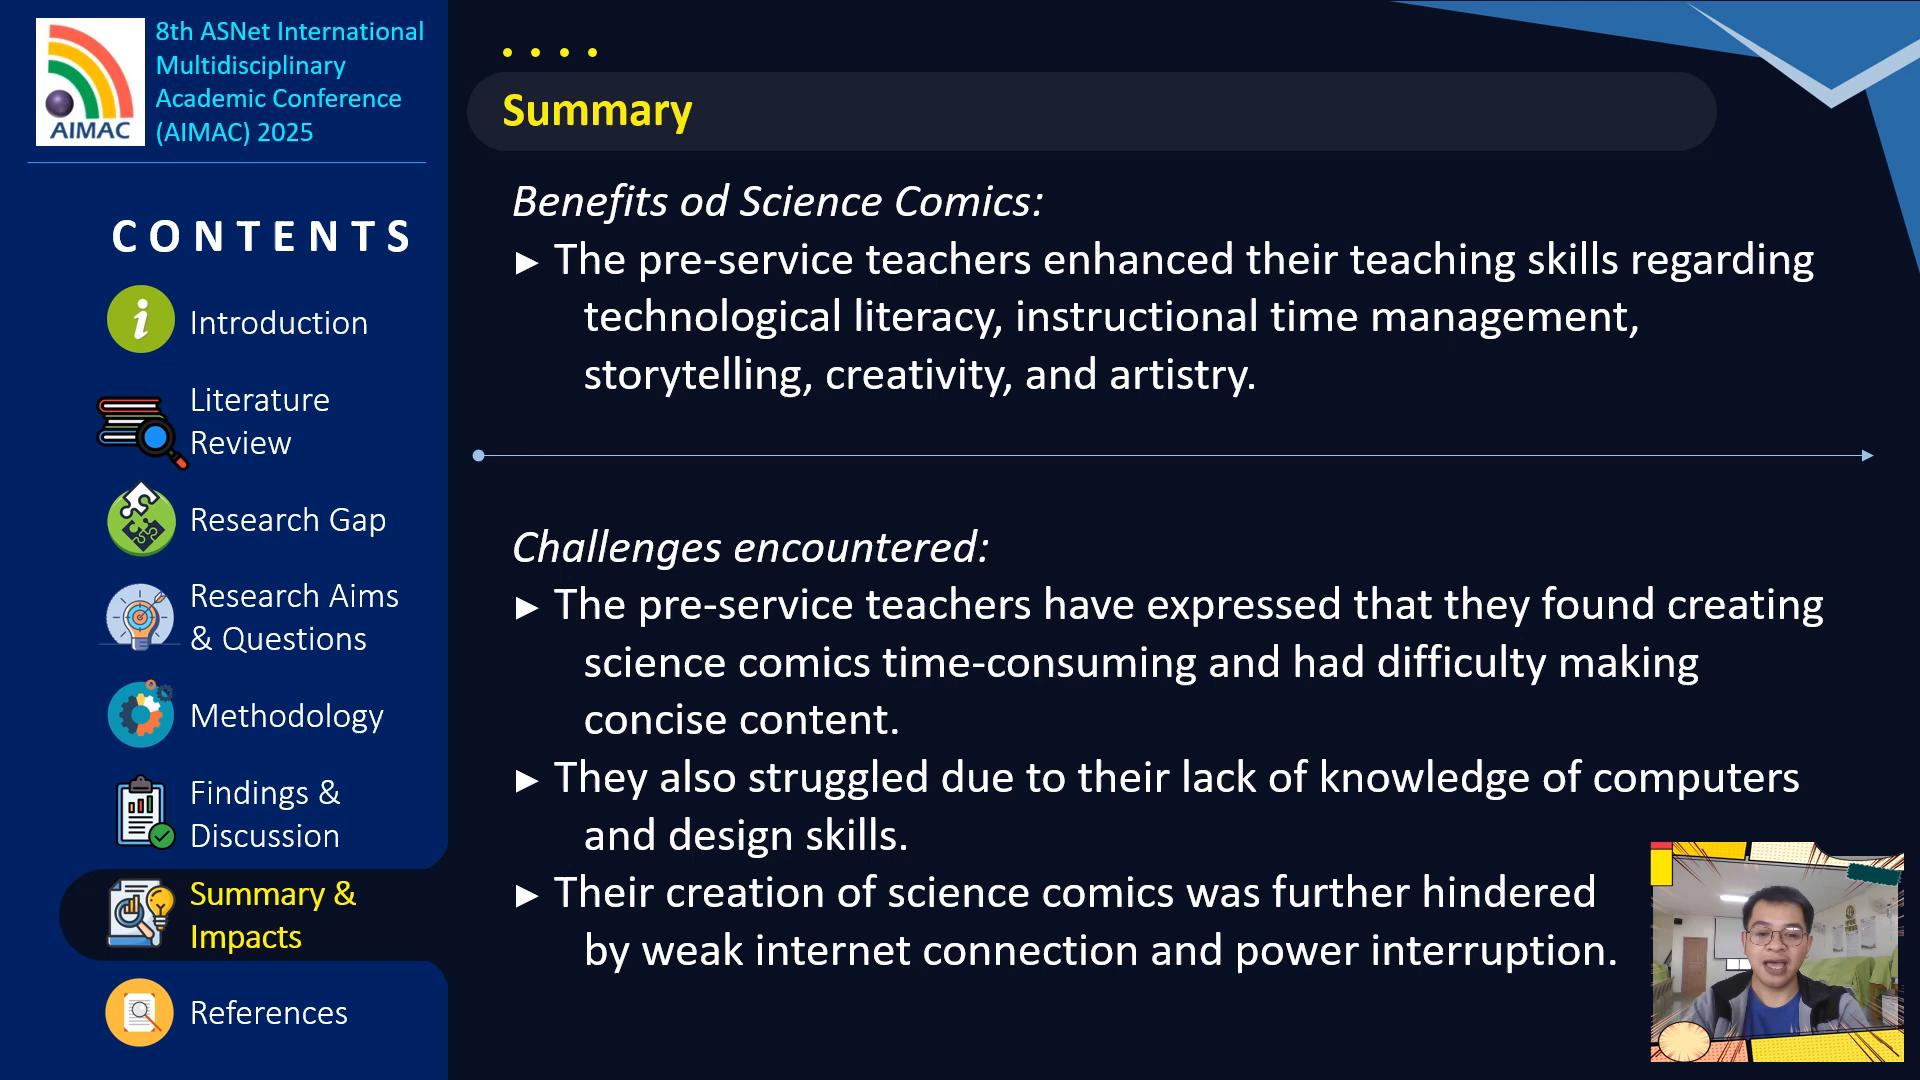 AIMAC
8th ASNet International
Multidisciplinary
Academic Conference
(AIMAC) 2025
CONTENTS
Introduction
Literature
Review
Research Gap
Research Aims
& Questions
Methodology
Findings &
Discussion
Summary &
Impacts
References
Summary
Benefits od Science Comics:
► The pre-service teachers enhanced their teaching skills regarding
technological literacy, instructional time management,
storytelling, creativity, and artistry.
Challenges encountered:
► The pre-service teachers have expressed that they found creating
science comics time-consuming and had difficulty making
concise content.
► They also struggled due to their lack of knowledge of computers
and design skills.
► Their creation of science comics was further hindered
by weak internet connection and power interruption.